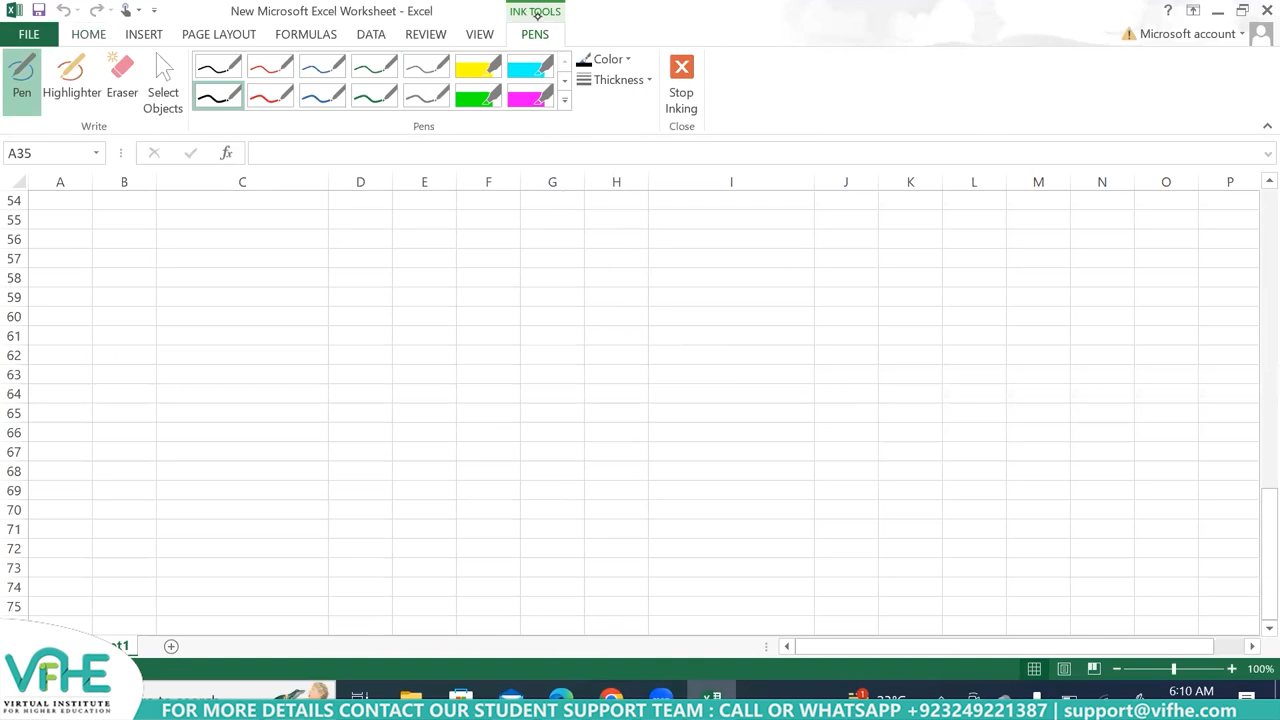 New Microsoft Excel Worksheet - Excel
INK TOOLS
?
FILE
HOME
INSERT
PAGE LAYOUT
FORMULAS
DATA
REVIEW
VIEW
PENS
Microsoft account
Pen
Highlighter
Eraser
Select
Objects
Color
Thickness
Stop
Inking
Write
Pens
Close
A35
fx
A B C D E F G H I J K L M N O P
54
55
56
57
58
59
60
61
62
63
64
65
66
67
68
69
70
71
72
73
74
75
100%
6:10 AM
VFHE
VIRTUAL INSTITUTE
FOR HIGHER EDUCATION
FOR MORE DETAILS CONTACT OUR STUDENT SUPPORT TEAM : CALL OR WHATSAPP +923249221387 | support@vifhe.com